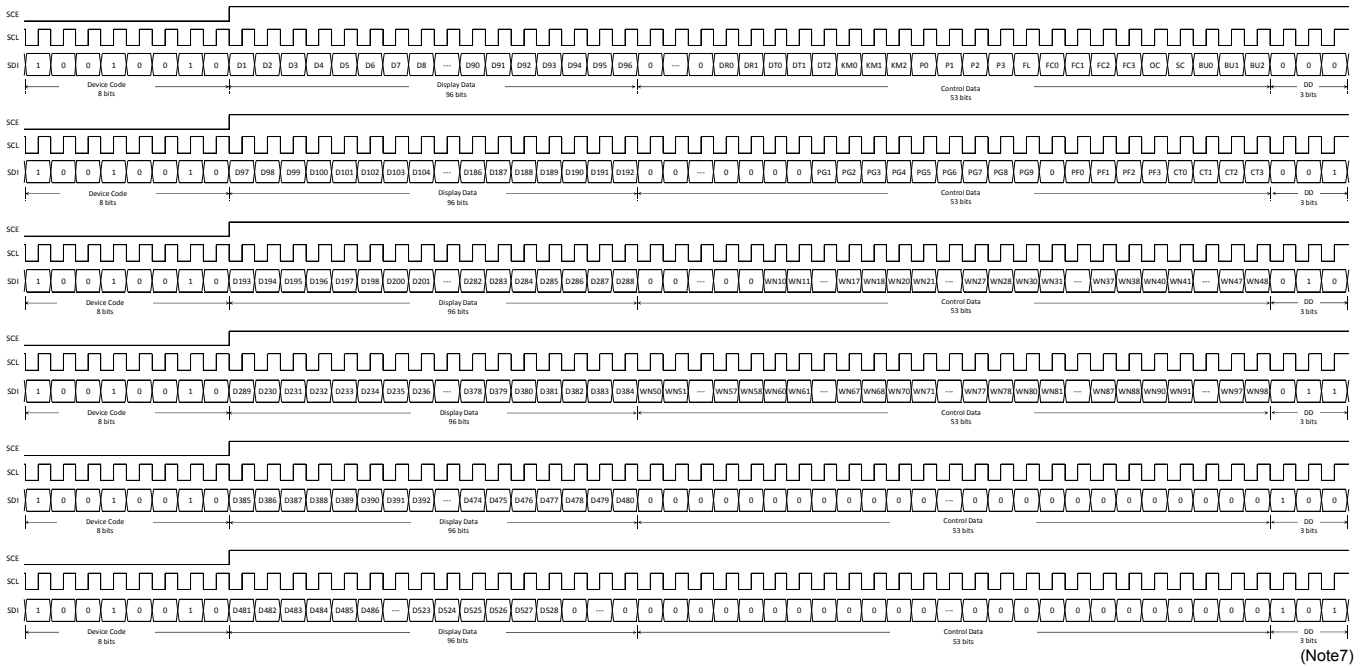 SCE
SCL
SDI 1 0 0 1 0 0 1 0 D1 D2 D3 D4 D5 D6 D7 D8 --- D90 D91 D92 D93 D94 D95 D96 0 --- 0 DR0 DR1 DT0 DT1 DT2 KM0 KM1 KM2 P0 P1 P2 P3 FL FC0 FC1 FC2 FC3 OC SC BU0 BU1 BU2 0 0 0
Device Code Display Data Control Data DD
8 bits 96 bits 53 bits 3 bits
SCE
SCL
SDI 1 0 0 1 0 0 1 0 D97 D98 D99 D100 D101 D102 D103 D104 --- D186 D187 D188 D189 D190 D191 D192 0 0 --- 0 0 0 0 PG1 PG2 PG3 PG4 PG5 PG6 PG7 PG8 PG9 0 PF0 PF1 PF2 PF3 CT0 CT1 CT2 CT3 0 0 1
Device Code Display Data Control Data DD
8 bits 96 bits 53 bits 3 bits
SCE
SCL
SDI 1 0 0 1 0 0 1 0 D193 D194 D195 D196 D197 D198 D200 D201 --- D282 D283 D284 D285 D286 D287 D288 0 0 --- 0 0 WN10 WN11 --- WN17 WN18 WN20 WN21 --- WN27 WN28 WN30 WN31 --- WN37 WN38 WN40 WN41 --- WN47 WN48 0 1 0
Device Code Display Data Control Data DD
8 bits 96 bits 53 bits 3 bits
SCE
SCL
SDI 1 0 0 1 0 0 1 0 D289 D230 D231 D232 D233 D234 D235 D236 --- D378 D379 D380 D381 D382 D383 D384 WN50 WN51 --- WN57 WN58 WN60 WN61 --- WN67 WN68 WN70 WN71 --- WN77 WN78 WN80 WN81 --- WN87 WN88 WN90 WN91 --- WN97 WN98 0 1 1
Device Code Display Data Control Data DD
8 bits 96 bits 53 bits 3 bits
SCE
SCL
SDI 1 0 0 1 0 0 1 0 D385 D386 D387 D388 D389 D390 D391 D392 --- D474 D475 D476 D477 D478 D479 D480 0 0 0 0 0 0 0 0 0 0 0 0 --- 0 0 0 0 0 0 0 0 0 0 0 0 1 0 0
Device Code Display Data Control Data DD
8 bits 96 bits 53 bits 3 bits
SCE
SCL
SDI 1 0 0 1 0 0 1 0 D481 D482 D483 D484 D485 D486 --- D523 D524 D525 D526 D527 D528 0 --- 0 0 0 0 0 0 0 0 0 0 0 0 0 --- 0 0 0 0 0 0 0 0 0 0 0 0 1 0 1
Device Code Display Data Control Data DD
8 bits 96 bits 53 bits 3 bits
(Note7)